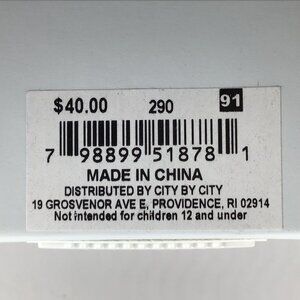 $40.00 290 91
7 98899 51878 1
MADE IN CHINA
DISTRIBUTED BY CITY BY CITY
19 GROSVENOR AVE E, PROVIDENCE, RI 02914
Not intended for children 12 and under